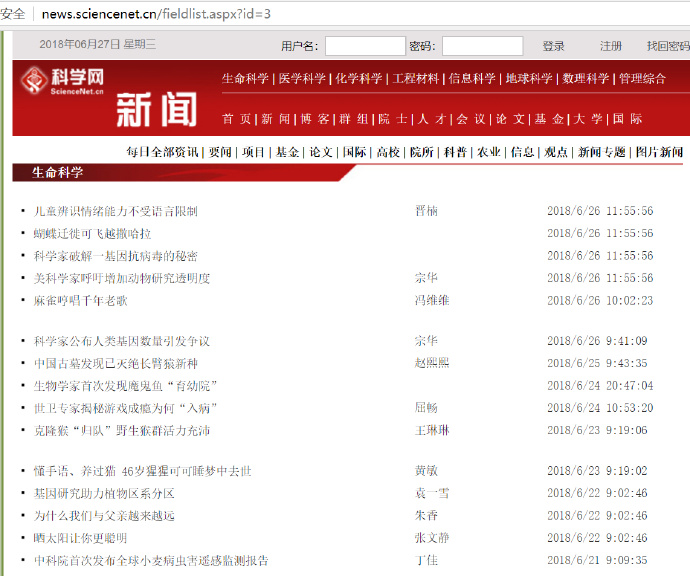 安全 news.sciencenet.cn/fieldlist.aspx?id=3
2018年06月27日 星期三 用户名： 密码： 登录 注册 找回密码
科学网
ScienceNet.cn
新闻
生命科学 | 医学科学 | 化学科学 | 工程材料 | 信息科学 | 地球科学 | 数理科学 | 管理综合
首 页 | 新 闻 | 博 客 | 群 组 | 院 士 | 人 才 | 会 议 | 论 文 | 基 金 | 大 学 | 国 际
每日全部资讯 | 要闻 | 项目 | 基金 | 论文 | 国际 | 高校 | 院所 | 科普 | 农业 | 信息 | 观点 | 新闻专题 | 图片新闻
生命科学
▪ 儿童辨识情绪能力不受语言限制 晋楠 2018/6/26 11:55:56
▪ 蝴蝶迁徙可飞越撒哈拉 2018/6/26 11:55:56
▪ 科学家破解一基因抗病毒的秘密 2018/6/26 11:55:56
▪ 美科学家呼吁增加动物研究透明度 宗华 2018/6/26 11:55:56
▪ 麻雀哼唱千年老歌 冯维维 2018/6/26 10:02:23
▪ 科学家公布人类基因数量引发争议 宗华 2018/6/26 9:41:09
▪ 中国古墓发现已灭绝长臂猿新种 赵熙熙 2018/6/25 9:43:35
▪ 生物学家首次发现魔鬼鱼“育幼院” 2018/6/24 20:47:04
▪ 世卫专家揭秘游戏成瘾为何“入病” 屈畅 2018/6/24 10:53:20
▪ 克隆猴“归队”野生猴群活力充沛 王琳琳 2018/6/23 9:19:06
▪ 懂手语、养过猫 46岁猩猩可可睡梦中去世 黄敏 2018/6/23 9:19:02
▪ 基因研究助力植物区系分区 袁一雪 2018/6/22 9:02:46
▪ 为什么我们与父亲越来越远 朱香 2018/6/22 9:02:46
▪ 晒太阳让你更聪明 张文静 2018/6/22 9:02:46
▪ 中科院首次发布全球小麦病虫害遥感监测报告 丁佳 2018/6/21 9:09:35